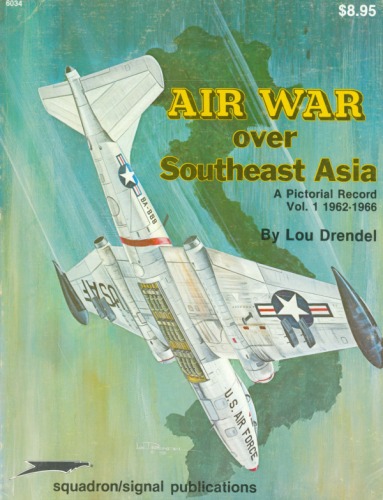 6034
$8.95
AIR WAR
over
Southeast Asia
A Pictorial Record
Vol. 1 1962-1966
By Lou Drendel
BA-888
USAF
U.S. AIR FORCE
squadron/signal publications